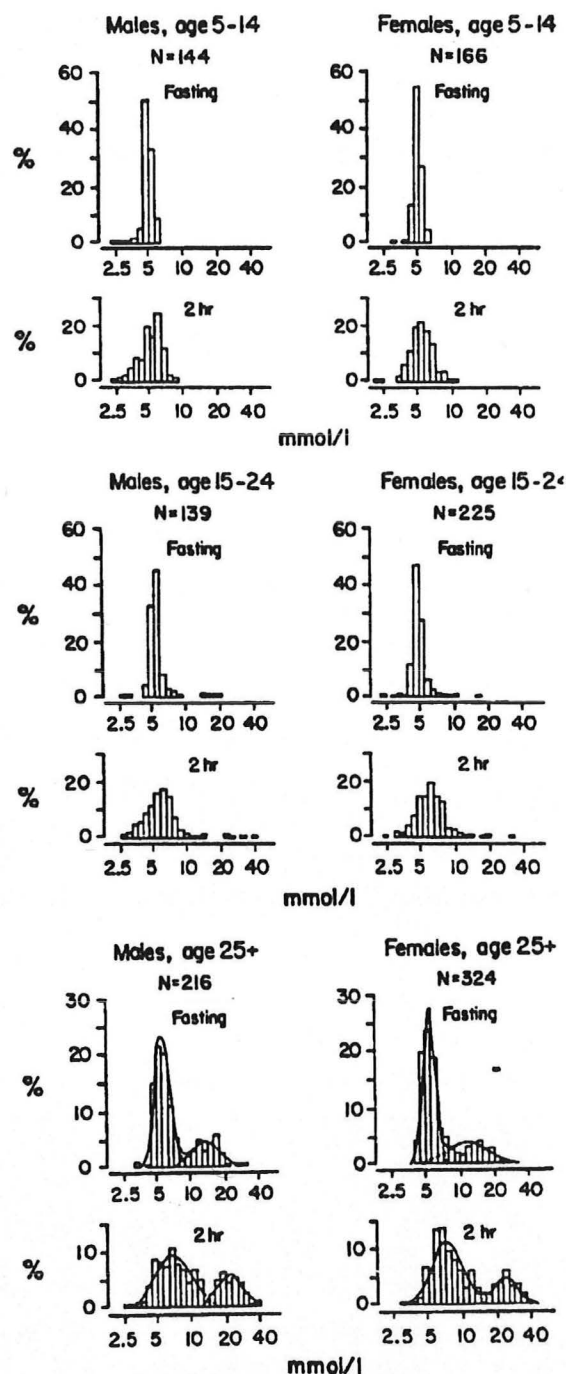 Males, age 5-14 Females, age 5-14
N=144 N=166
60 Fasting 60 Fasting
40 40
%
20 20
0 0
2.5 5 10 20 40 2.5 5 10 20 40
2 hr 2 hr
% 20 20
0 0
2.5 5 10 20 40 2.5 5 10 20 40
mmol/l
Males, age 15-24 Females, age 15-2
N=139 N=225
60 Fasting 60 Fasting
40 40
%
20 20
0 0
2.5 5 10 20 40 2.5 5 10 20 40
2 hr 2 hr
% 20 20
0 0
2.5 5 10 20 40 2.5 5 10 20 40
mmol/l
Males, age 25+ Females, age 25+
N=216 N=324
30 Fasting 30 Fasting
20 20
%
10 10
0 0
2.5 5 10 20 40 2.5 5 10 20 40
2 hr 2 hr
% 10 10
0 0
2.5 5 10 20 40 2.5 5 10 20 40
mmol/l